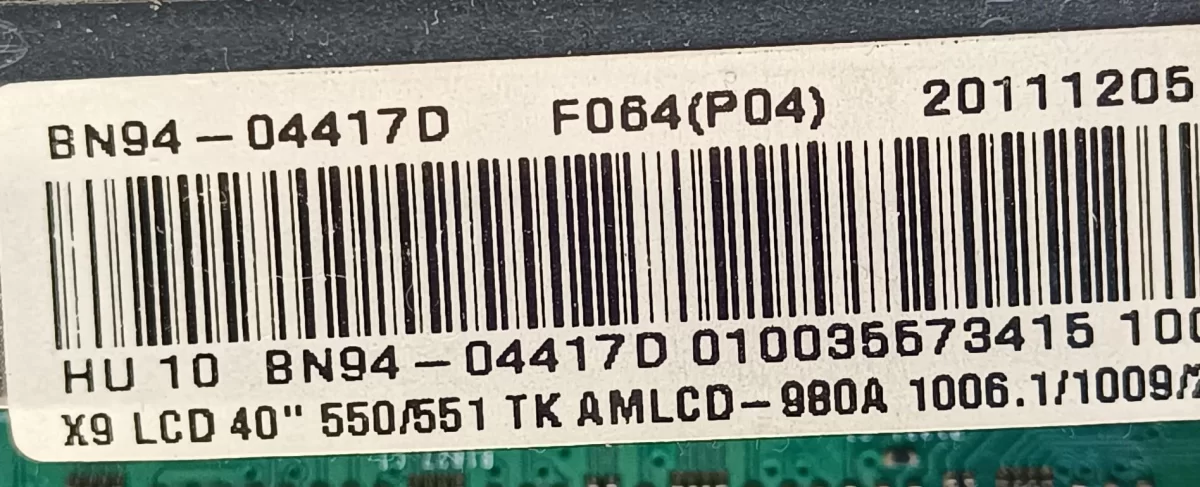 BN94-04417D F064(P04) 20111205
HU 10 BN94-04417D 010035673415 10
X9 LCD 40" 550/551 TK AMLCD-980A 1006.1/1009/